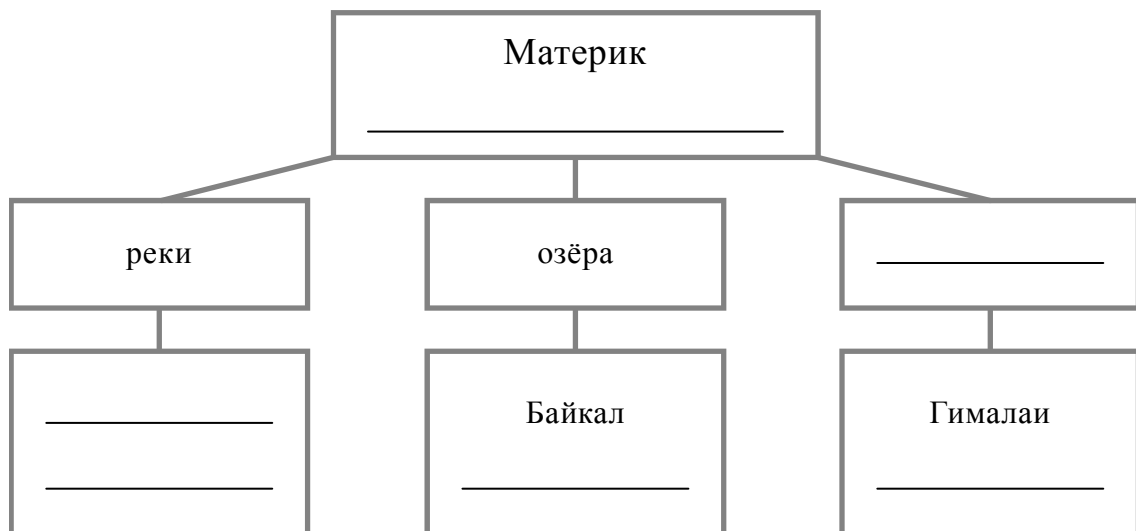 Материк
реки
озёра
Байкал
Гималаи